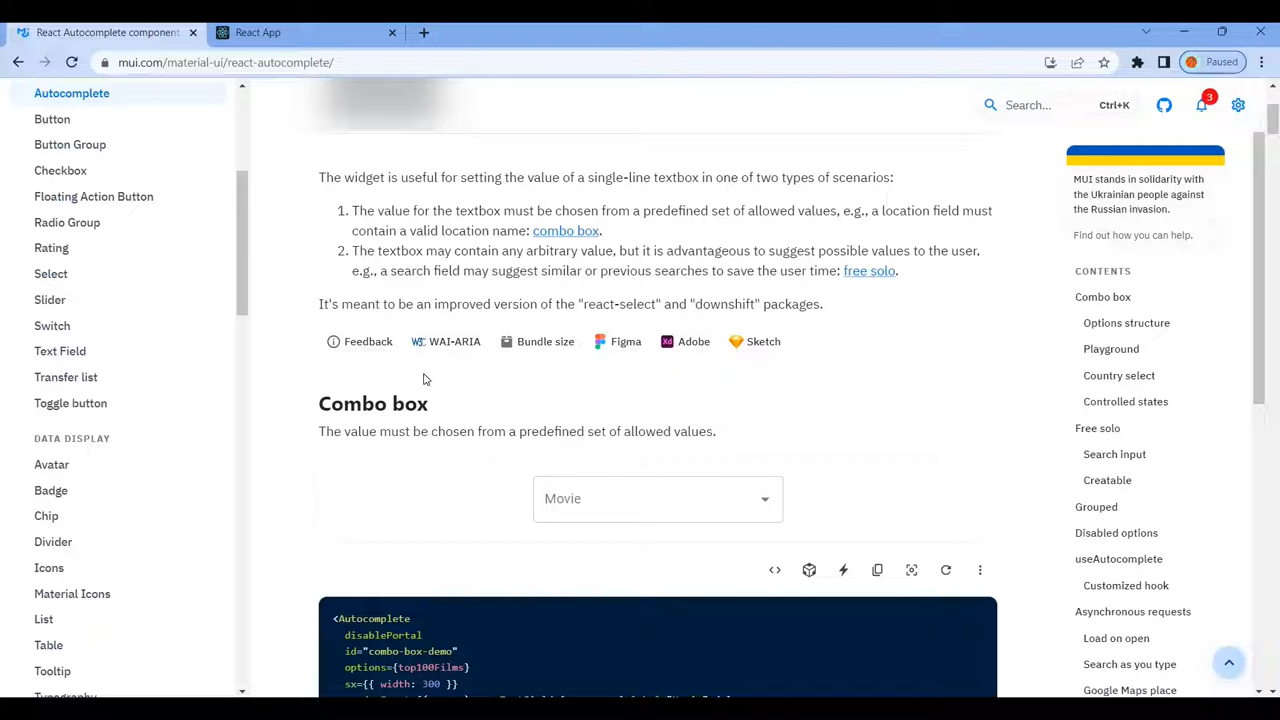 React Autocomplete component
React App
mui.com/material-ui/react-autocomplete/
Paused
Autocomplete
Button
Button Group
Checkbox
Floating Action Button
Radio Group
Rating
Select
Slider
Switch
Text Field
Transfer list
Toggle button
DATA DISPLAY
Avatar
Badge
Chip
Divider
Icons
Material Icons
List
Table
Tooltip
Typography
Search...
Ctrl+K
3
The widget is useful for setting the value of a single-line textbox in one of two types of scenarios:
1. The value for the textbox must be chosen from a predefined set of allowed values, e.g., a location field must
contain a valid location name: combo box.
2. The textbox may contain any arbitrary value, but it is advantageous to suggest possible values to the user,
e.g., a search field may suggest similar or previous searches to save the user time: free solo.
It's meant to be an improved version of the "react-select" and "downshift" packages.
Feedback
WAI-ARIA
Bundle size
Figma
Adobe
Sketch
Combo box
The value must be chosen from a predefined set of allowed values.
Movie
<Autocomplete
disablePortal
id="combo-box-demo"
options={top100Films}
sx={{ width: 300 }}
MUI stands in solidarity with
the Ukrainian people against
the Russian invasion.
Find out how you can help.
CONTENTS
Combo box
Options structure
Playground
Country select
Controlled states
Free solo
Search input
Creatable
Grouped
Disabled options
useAutocomplete
Customized hook
Asynchronous requests
Load on open
Search as you type
Google Maps place